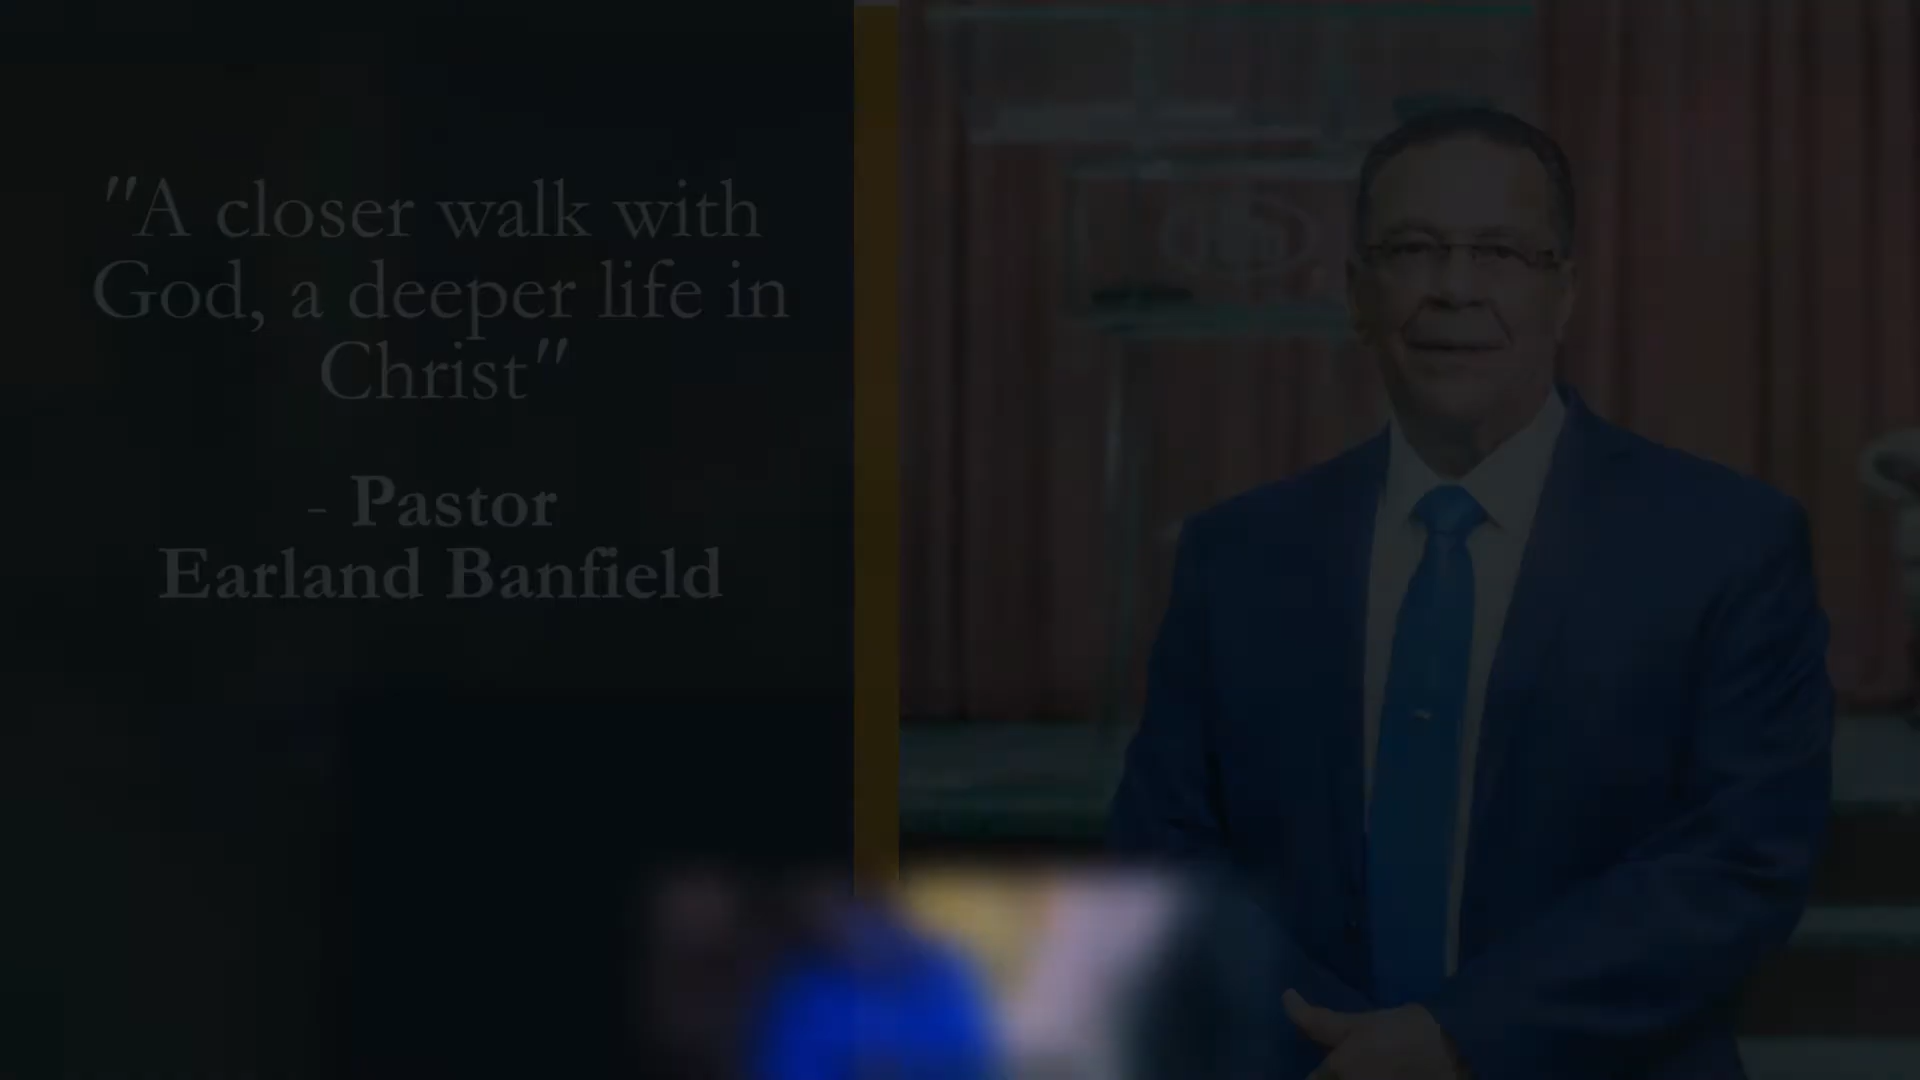 "A closer walk with
God, a deeper life in
Christ"
- Pastor
Earland Banfield